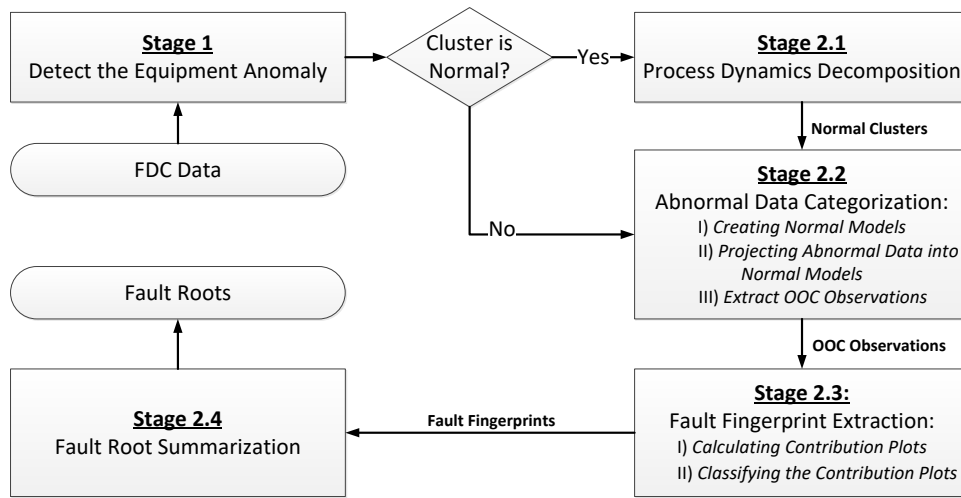 Stage 1
Detect the Equipment Anomaly
Cluster is
Normal?
Yes
Stage 2.1
Process Dynamics Decomposition
Normal Clusters
FDC Data
Stage 2.2
Abnormal Data Categorization:
I) Creating Normal Models
II) Projecting Abnormal Data into
Normal Models
III) Extract OOC Observations
No
Fault Roots
OOC Observations
Stage 2.3:
Fault Fingerprint Extraction:
I) Calculating Contribution Plots
II) Classifying the Contribution Plots
Fault Fingerprints
Stage 2.4
Fault Root Summarization